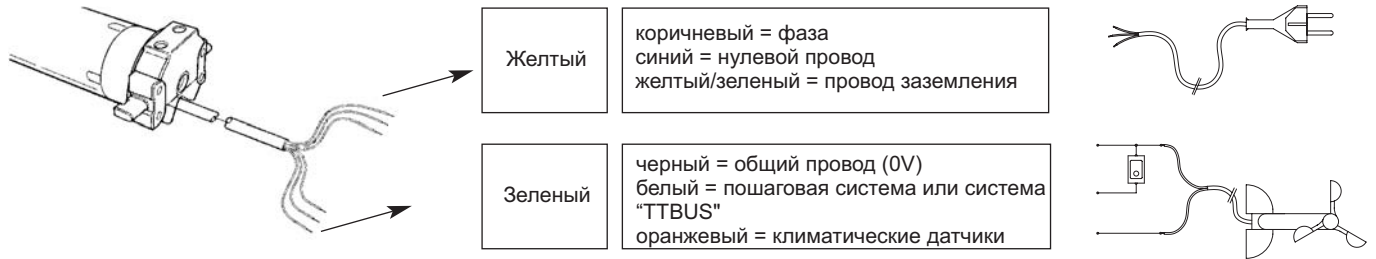 Желтый
коричневый = фаза
синий = нулевой провод
желтый/зеленый = провод заземления
Зеленый
черный = общий провод (0V)
белый = пошаговая система или система
“TTBUS"
оранжевый = климатические датчики